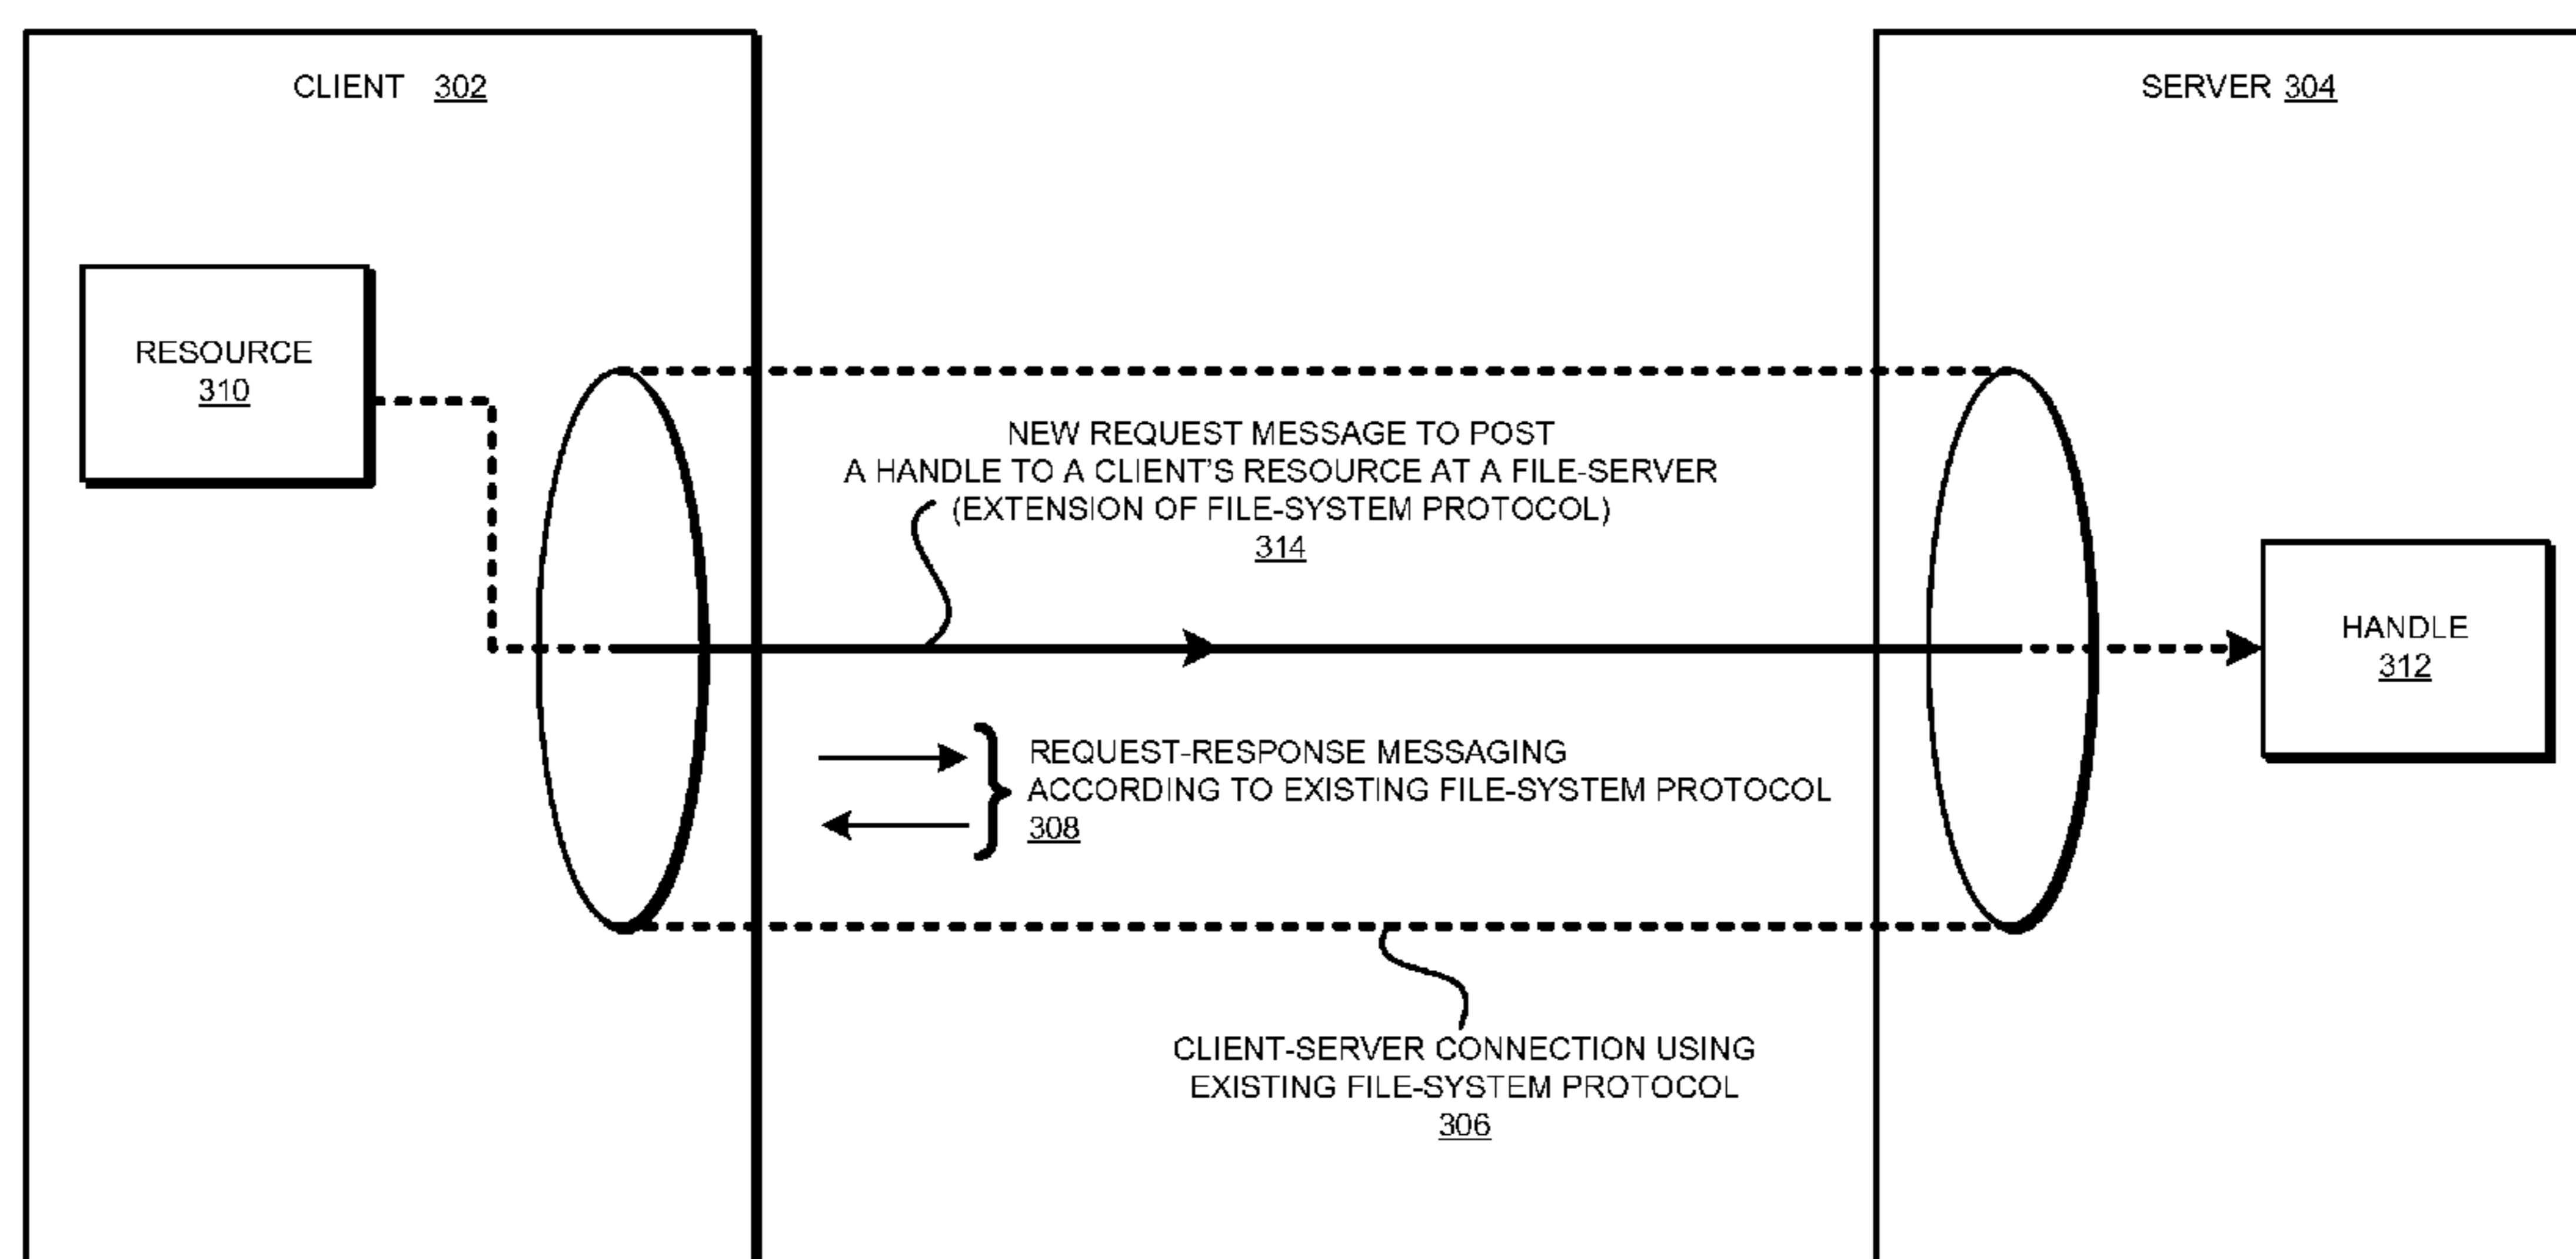 CLIENT 302
SERVER 304
RESOURCE
310
NEW REQUEST MESSAGE TO POST
A HANDLE TO A CLIENT'S RESOURCE AT A FILE-SERVER
(EXTENSION OF FILE-SYSTEM PROTOCOL)
314
HANDLE
312
REQUEST-RESPONSE MESSAGING
ACCORDING TO EXISTING FILE-SYSTEM PROTOCOL
308
CLIENT-SERVER CONNECTION USING
EXISTING FILE-SYSTEM PROTOCOL
306